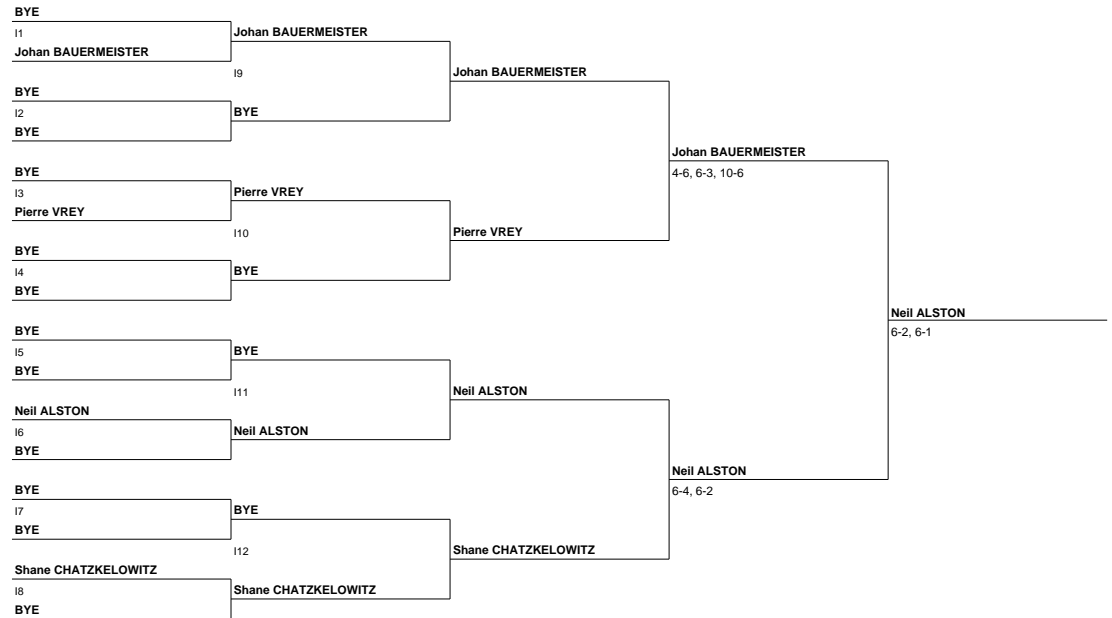 BYE
I1
Johan BAUERMEISTER
Johan BAUERMEISTER
I9
Johan BAUERMEISTER
BYE
I2
BYE
BYE
Johan BAUERMEISTER
4-6, 6-3, 10-6
BYE
I3
Pierre VREY
Pierre VREY
I10
Pierre VREY
BYE
I4
BYE
BYE
Neil ALSTON
6-2, 6-1
BYE
I5
BYE
BYE
I11
Neil ALSTON
Neil ALSTON
I6
BYE
Neil ALSTON
Neil ALSTON
6-4, 6-2
BYE
I7
BYE
BYE
I12
Shane CHATZKELOWITZ
Shane CHATZKELOWITZ
I8
BYE
Shane CHATZKELOWITZ